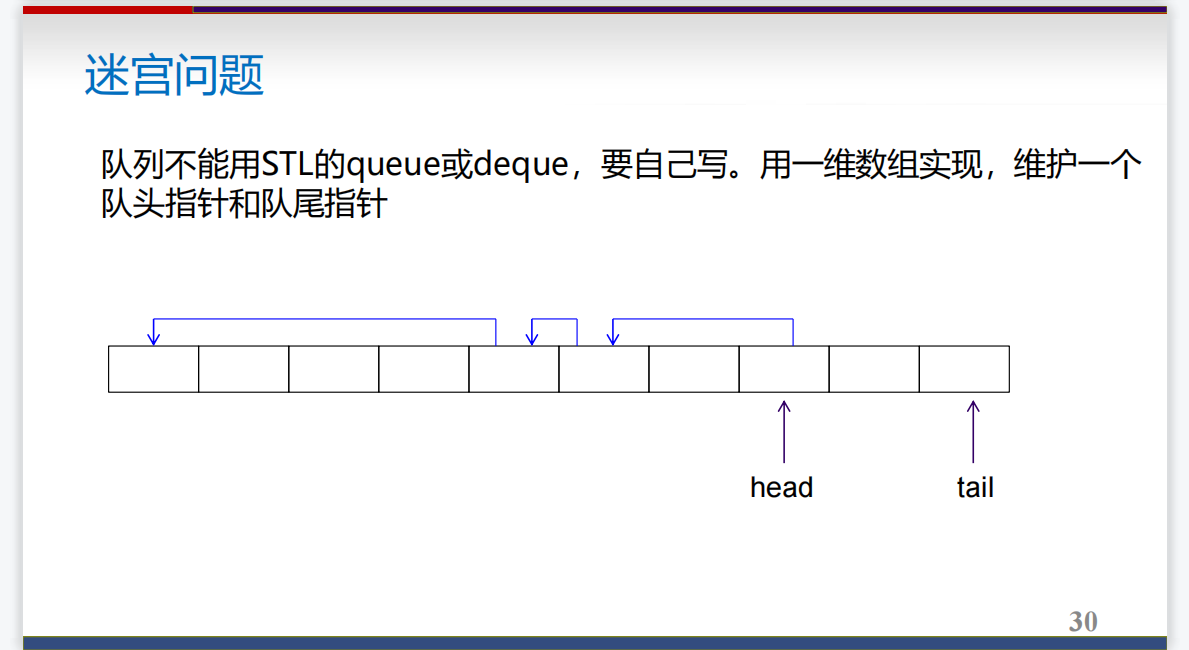 迷宫问题
队列不能用STL的queue或deque，要自己写。用一维数组实现，维护一个
队头指针和队尾指针
head
tail
30